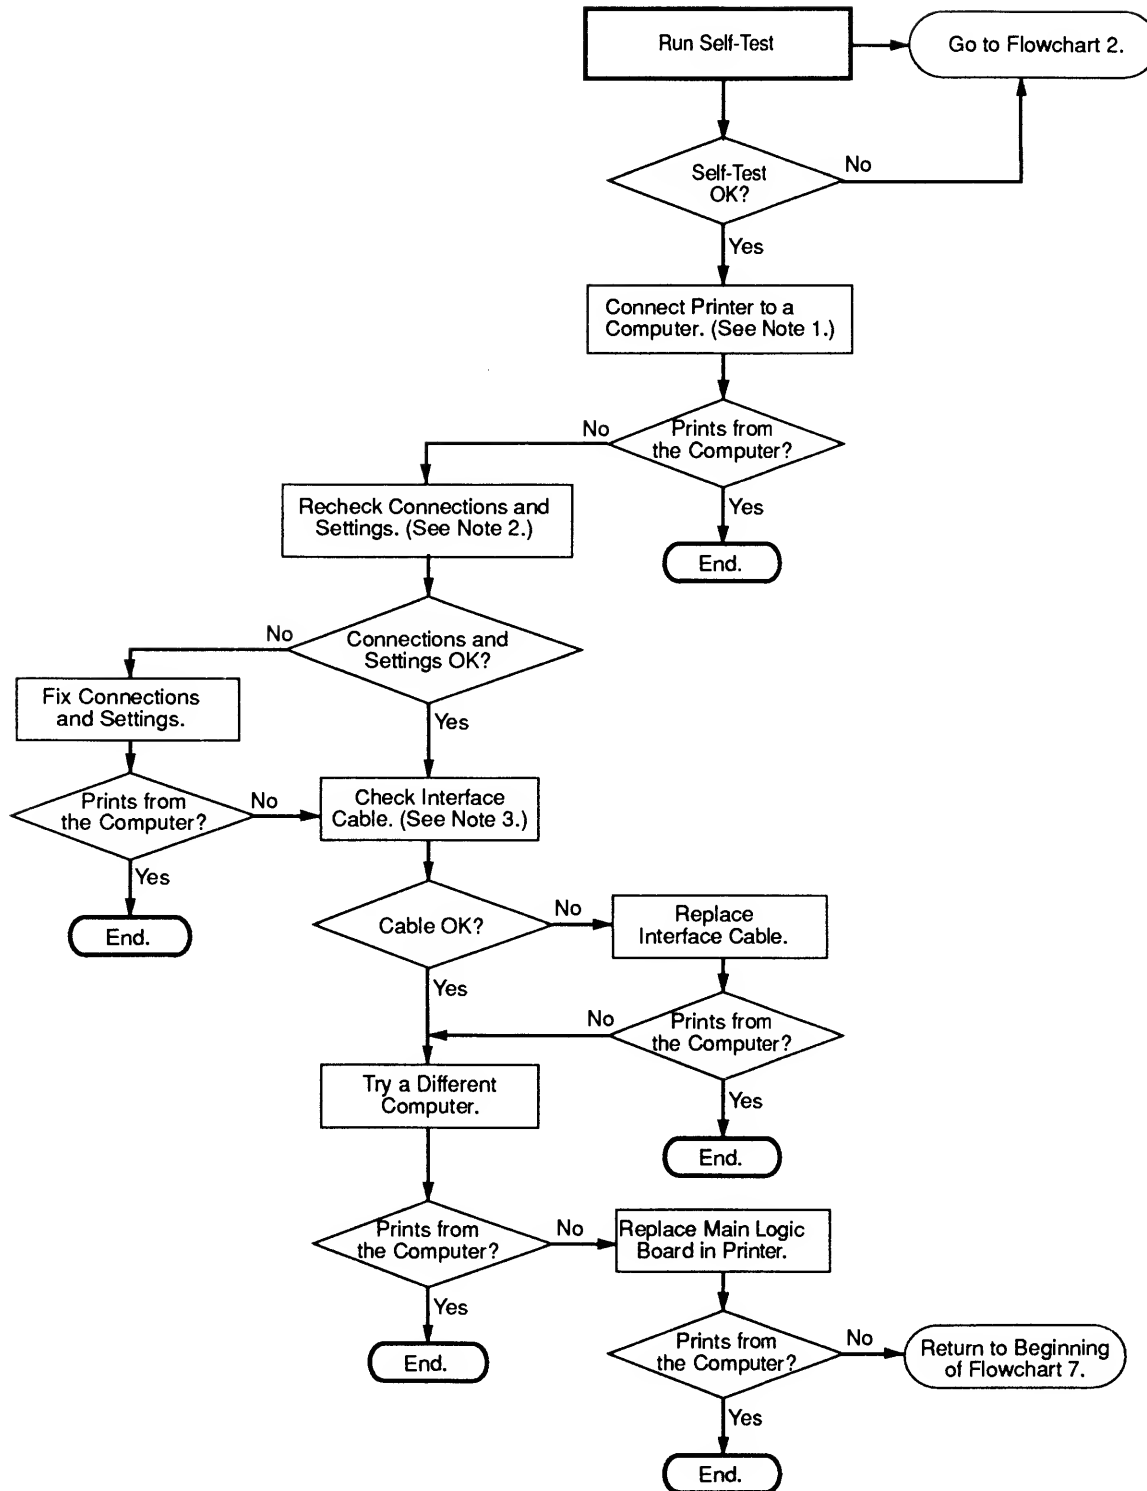 Run Self-Test
Go to Flowchart 2.
Self-Test
OK?
No
Yes
Connect Printer to a
Computer. (See Note 1.)
Prints from
the Computer?
No
Yes
End.
Recheck Connections and
Settings. (See Note 2.)
Connections and
Settings OK?
No
Yes
Fix Connections
and Settings.
Prints from
the Computer?
No
Yes
End.
Check Interface
Cable. (See Note 3.)
Cable OK?
No
Yes
Replace
Interface Cable.
Prints from
the Computer?
No
Yes
End.
Try a Different
Computer.
Prints from
the Computer?
No
Yes
End.
Replace Main Logic
Board in Printer.
Prints from
the Computer?
No
Yes
End.
Return to Beginning
of Flowchart 7.